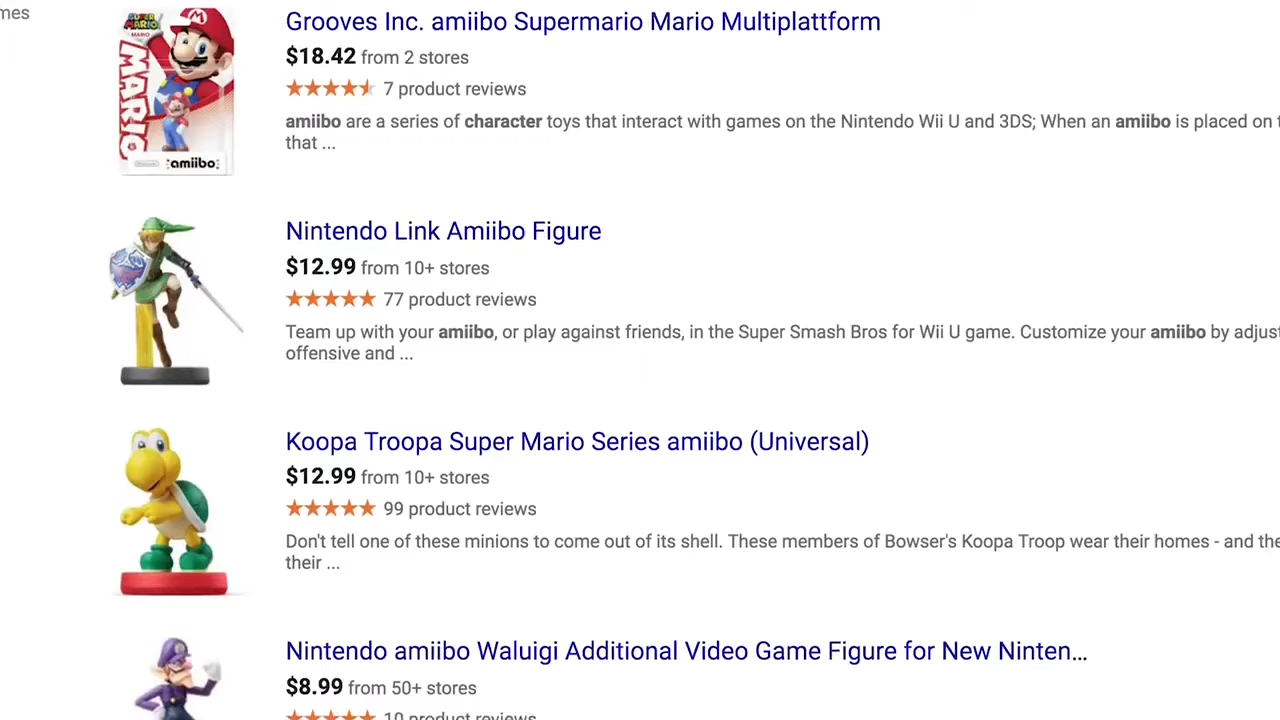 mes
Grooves Inc. amiibo Supermario Mario Multiplattform
$18.42 from 2 stores
7 product reviews
amiibo are a series of character toys that interact with games on the Nintendo Wii U and 3DS; When an amiibo is placed on
that ...
SUPER MARIO
MARIO
MARIO
amiibo
Nintendo Link Amiibo Figure
$12.99 from 10+ stores
77 product reviews
Team up with your amiibo, or play against friends, in the Super Smash Bros for Wii U game. Customize your amiibo by adjust
offensive and ...
Koopa Troopa Super Mario Series amiibo (Universal)
$12.99 from 10+ stores
99 product reviews
Don't tell one of these minions to come out of its shell. These members of Bowser's Koopa Troop wear their homes - and the
their ...
Nintendo amiibo Waluigi Additional Video Game Figure for New Ninten...
$8.99 from 50+ stores
10 product reviews